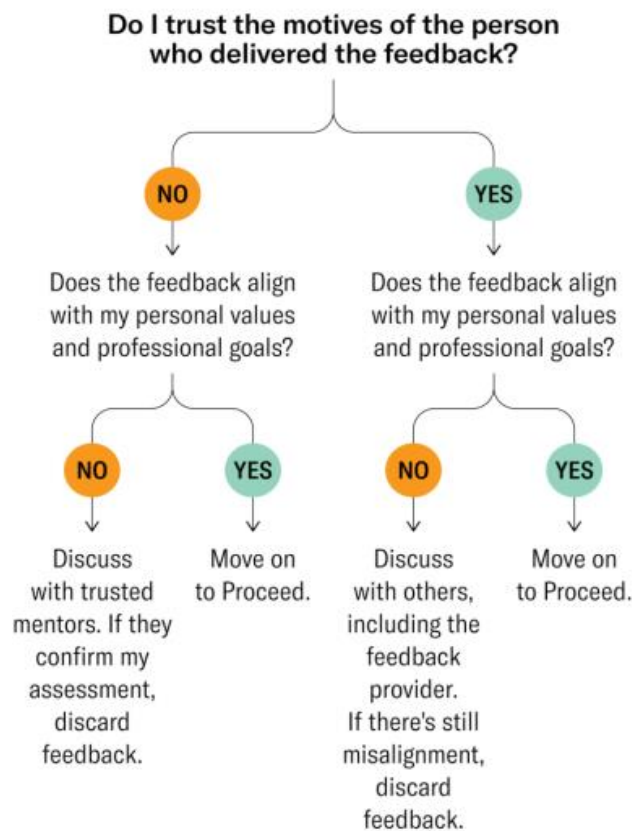 Do I trust the motives of the person
who delivered the feedback?
NO
YES
Does the feedback align
with my personal values
and professional goals?
Does the feedback align
with my personal values
and professional goals?
NO
YES
NO
YES
Discuss
with trusted
mentors. If they
confirm my
assessment,
discard
feedback.
Move on
to Proceed.
Discuss
with others,
including the
feedback
provider.
If there's still
misalignment,
discard
feedback.
Move on
to Proceed.